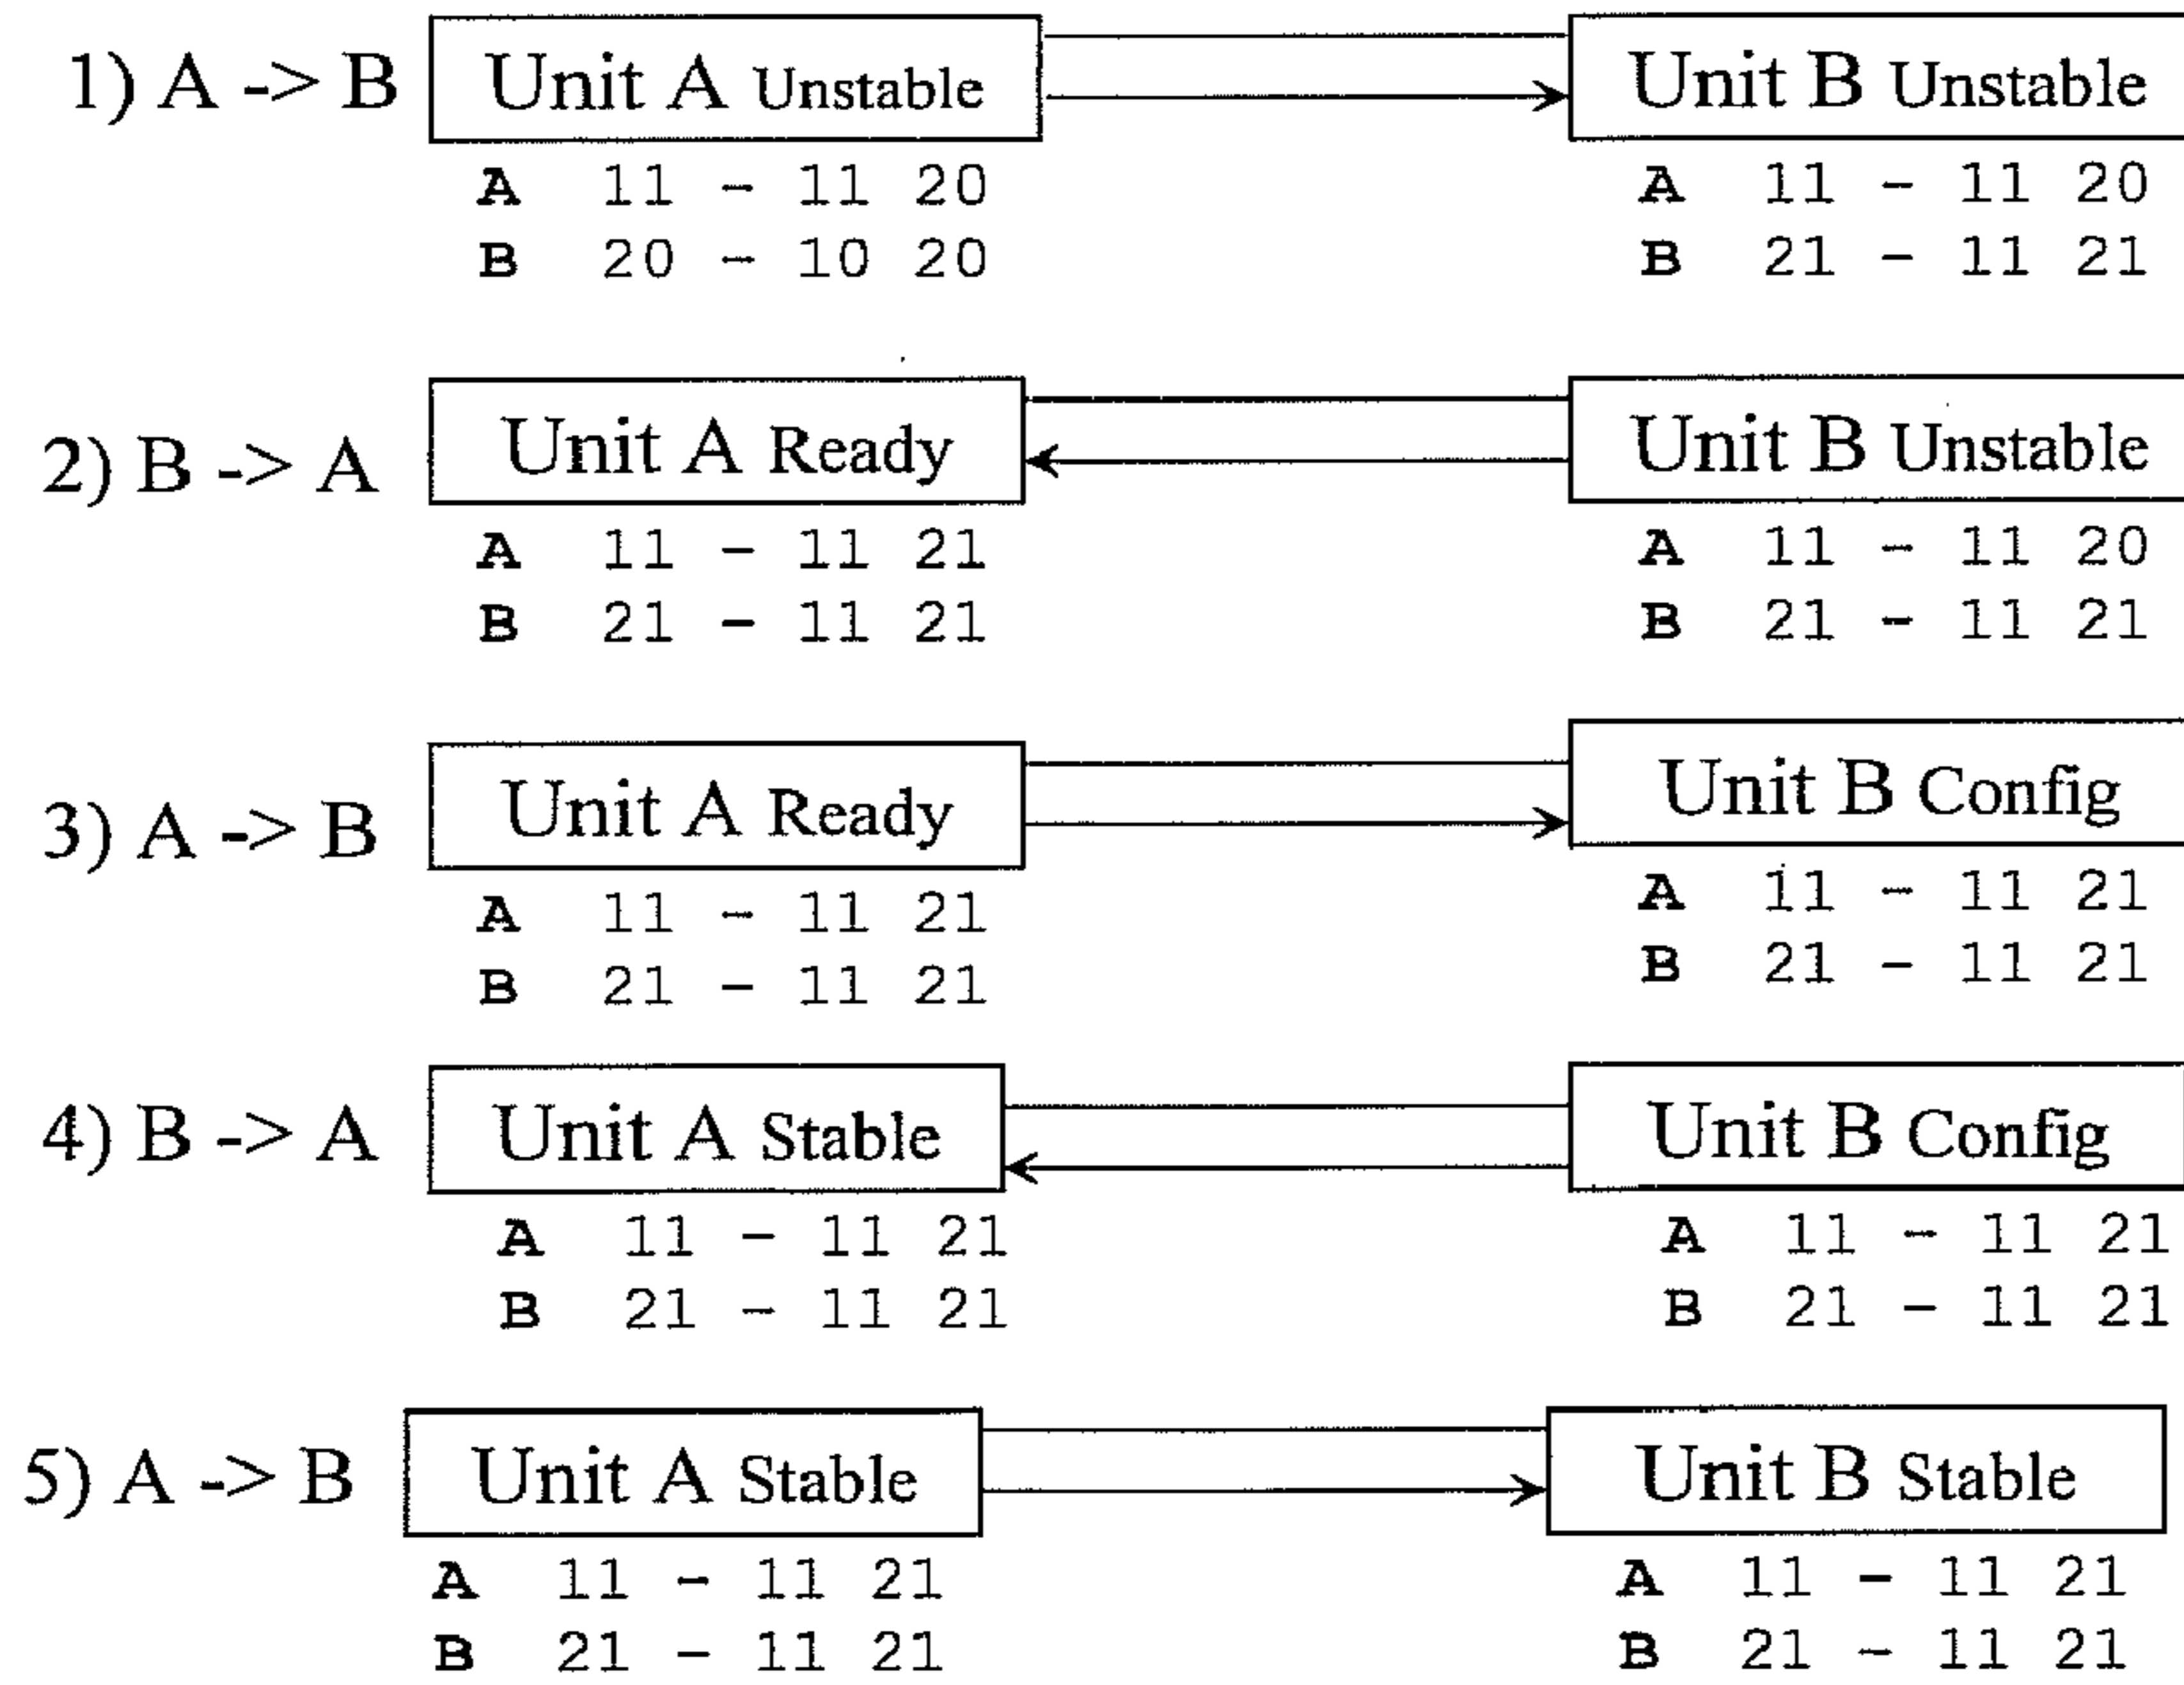 1) A -> B Unit A Unstable Unit B Unstable
A 11 - 11 20 A 11 - 11 20
B 20 - 10 20 B 21 - 11 21
2) B -> A Unit A Ready Unit B Unstable
A 11 - 11 21 A 11 - 11 20
B 21 - 11 21 B 21 - 11 21
3) A -> B Unit A Ready Unit B Config
A 11 - 11 21 A 11 - 11 21
B 21 - 11 21 B 21 - 11 21
4) B -> A Unit A Stable Unit B Config
A 11 - 11 21 A 11 - 11 21
B 21 - 11 21 B 21 - 11 21
5) A -> B Unit A Stable Unit B Stable
A 11 - 11 21 A 11 - 11 21
B 21 - 11 21 B 21 - 11 21